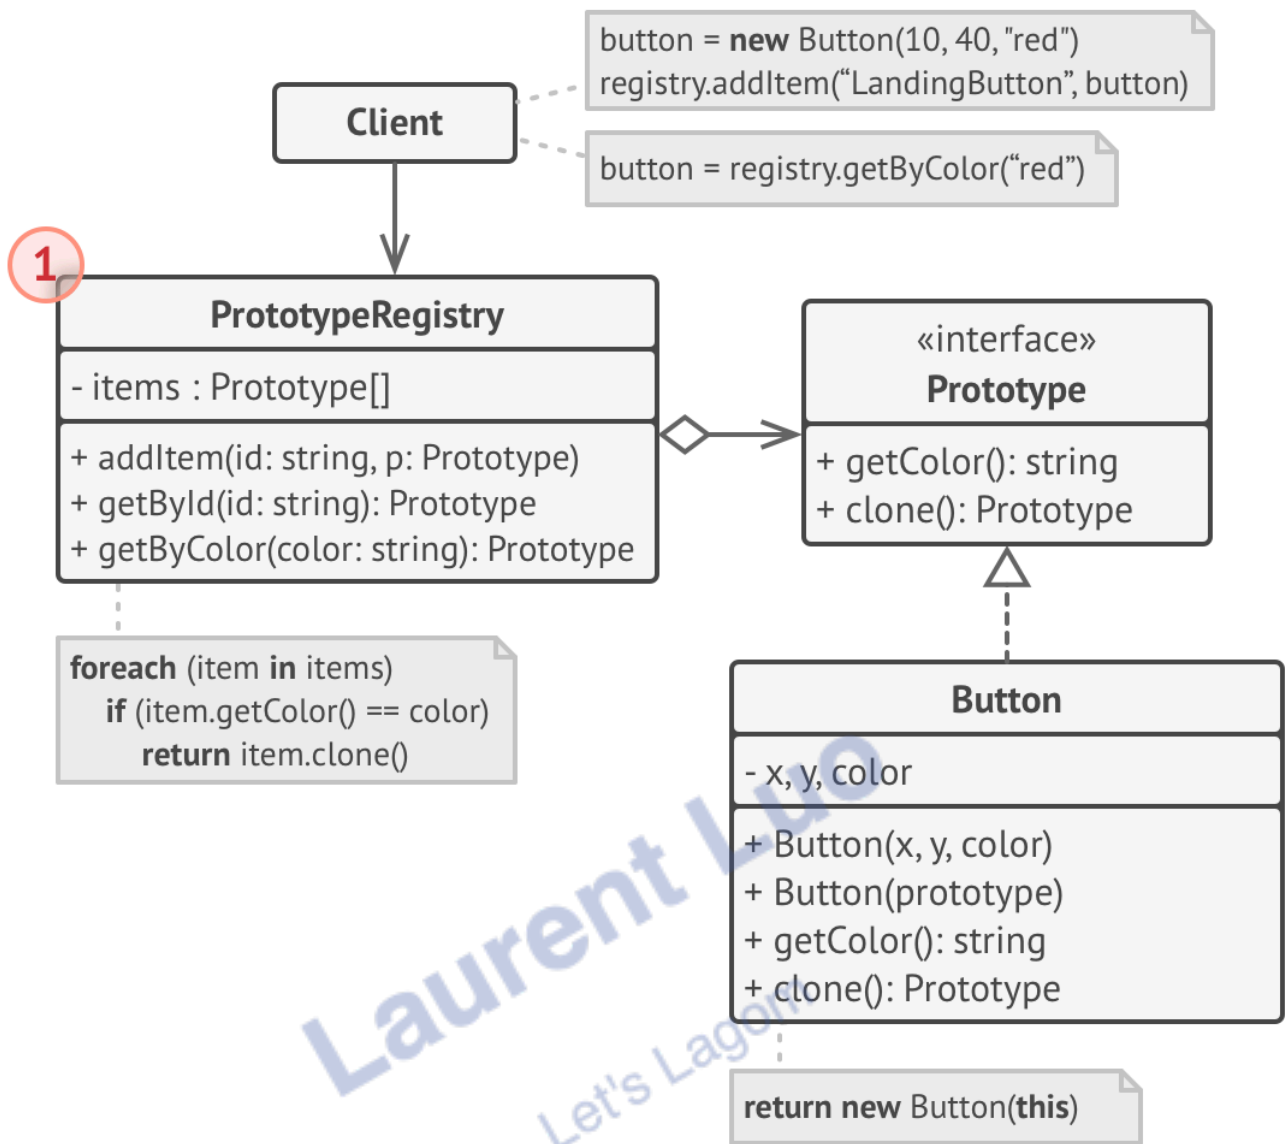 button = new Button(10, 40, "red")
registry.addItem(“LandingButton”, button)
Client
button = registry.getByColor(“red”)
1
PrototypeRegistry
- items : Prototype[]
+ addItem(id: string, p: Prototype)
+ getById(id: string): Prototype
+ getByColor(color: string): Prototype
«interface»
Prototype
+ getColor(): string
+ clone(): Prototype
foreach (item in items)
if (item.getColor() == color)
return item.clone()
Button
- x, y, color
+ Button(x, y, color)
+ Button(prototype)
+ getColor(): string
+ clone(): Prototype
return new Button(this)
Laurent Luo
Let's Lagom